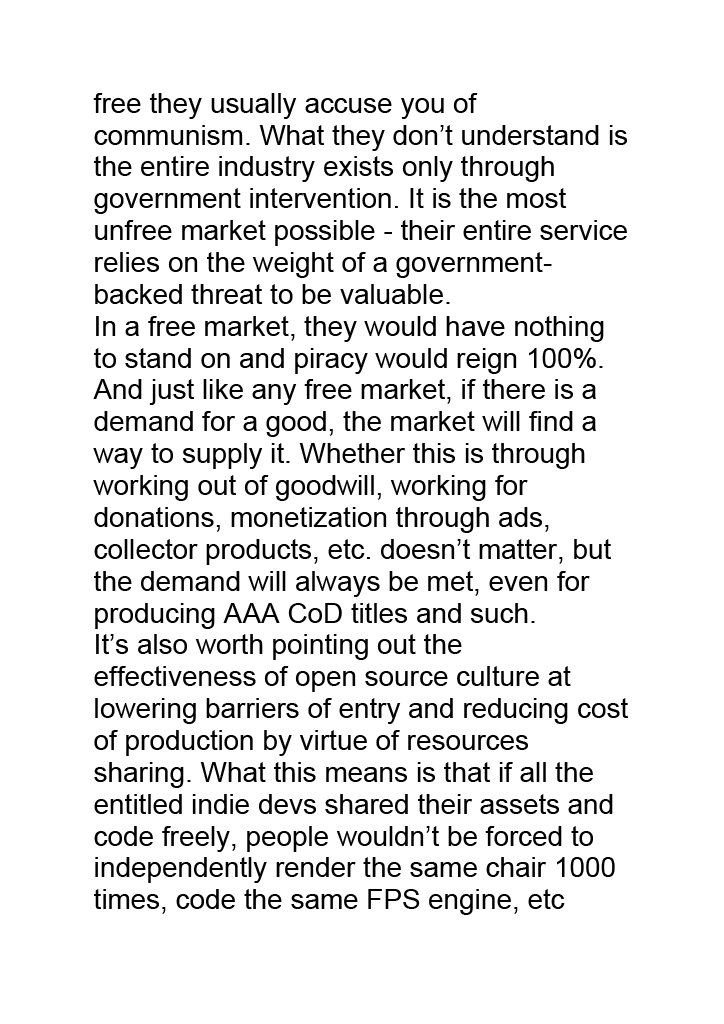 free they usually accuse you of
communism. What they don’t understand is
the entire industry exists only through
government intervention. It is the most
unfree market possible - their entire service
relies on the weight of a government-
backed threat to be valuable.
In a free market, they would have nothing
to stand on and piracy would reign 100%.
And just like any free market, if there is a
demand for a good, the market will find a
way to supply it. Whether this is through
working out of goodwill, working for
donations, monetization through ads,
collector products, etc. doesn’t matter, but
the demand will always be met, even for
producing AAA CoD titles and such.
It’s also worth pointing out the
effectiveness of open source culture at
lowering barriers of entry and reducing cost
of production by virtue of resources
sharing. What this means is that if all the
entitled indie devs shared their assets and
code freely, people wouldn’t be forced to
independently render the same chair 1000
times, code the same FPS engine, etc